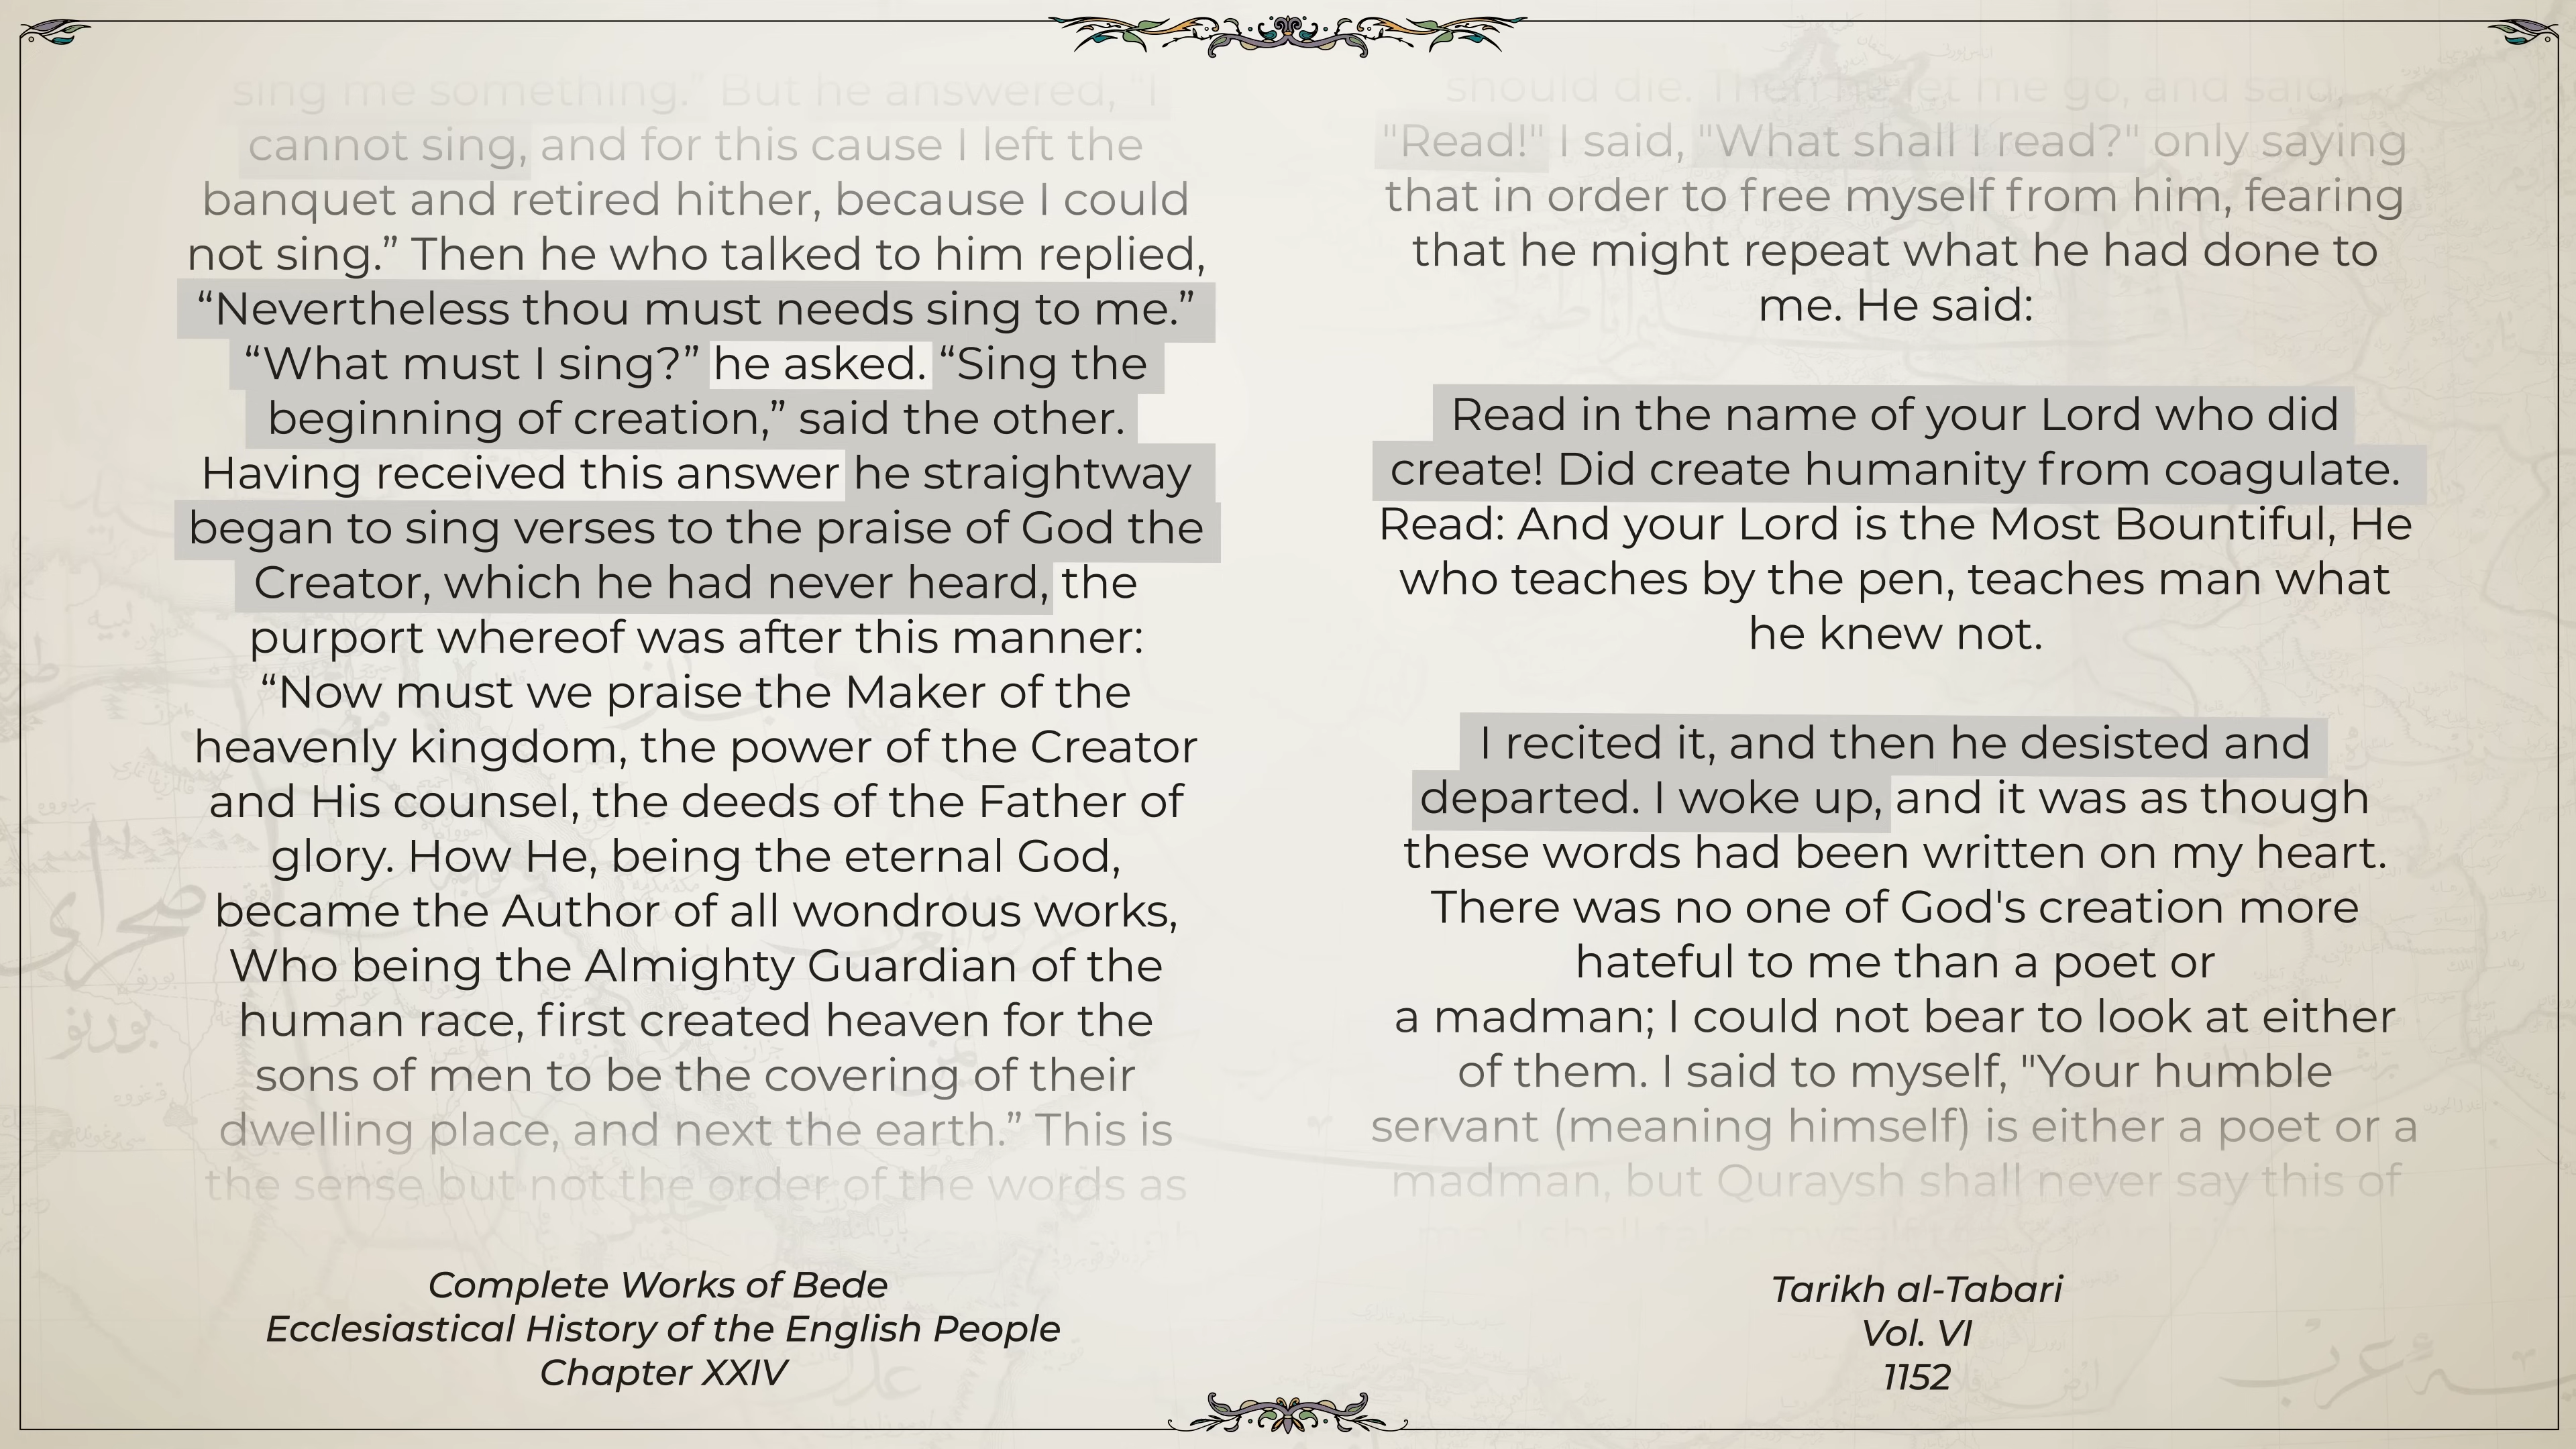 sing me something.” But he answered, “I
cannot sing, and for this cause I left the
banquet and retired hither, because I could
not sing.” Then he who talked to him replied,
“Nevertheless thou must needs sing to me.”
“What must I sing?” he asked. “Sing the
beginning of creation,” said the other.
Having received this answer he straightway
began to sing verses to the praise of God the
Creator, which he had never heard, the
purport whereof was after this manner:
“Now must we praise the Maker of the
heavenly kingdom, the power of the Creator
and His counsel, the deeds of the Father of
glory. How He, being the eternal God,
became the Author of all wondrous works,
Who being the Almighty Guardian of the
human race, first created heaven for the
sons of men to be the covering of their
dwelling place, and next the earth.” This is
the sense but not the order of the words as
Complete Works of Bede
Ecclesiastical History of the English People
Chapter XXIV
should die. Then he let me go, and said,
"Read!" I said, "What shall I read?" only saying
that in order to free myself from him, fearing
that he might repeat what he had done to
me. He said:
Read in the name of your Lord who did
create! Did create humanity from coagulate.
Read: And your Lord is the Most Bountiful, He
who teaches by the pen, teaches man what
he knew not.
I recited it, and then he desisted and
departed. I woke up, and it was as though
these words had been written on my heart.
There was no one of God's creation more
hateful to me than a poet or
a madman; I could not bear to look at either
of them. I said to myself, "Your humble
servant (meaning himself) is either a poet or a
madman, but Quraysh shall never say this of
Tarikh al-Tabari
Vol. VI
1152
صحراي
بورنو